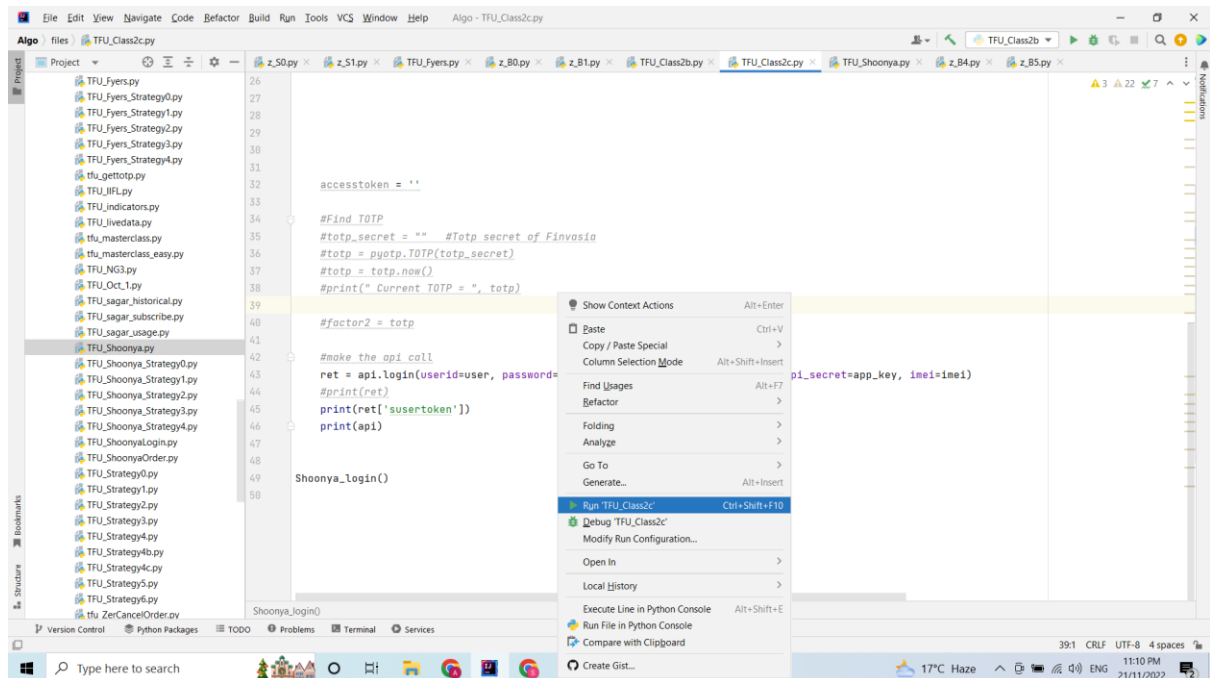 File Edit View Navigate Code Refactor Build Run Tools VCS Window Help Algo - TFU_Class2c.py
Algo files TFU_Class2c.py TFU_Class2b
Project z_S0.py z_S1.py TFU_Fyers.py z_B0.py z_B1.py TFU_Class2b.py TFU_Class2c.py TFU_Shoonya.py z_B4.py z_B5.py
Project
Notifications
3 22 7
TFU_Fyers.py
TFU_Fyers_Strategy0.py
TFU_Fyers_Strategy1.py
TFU_Fyers_Strategy2.py
TFU_Fyers_Strategy3.py
TFU_Fyers_Strategy4.py
tfu_gettotp.py
TFU_IIFL.py
TFU_indicators.py
TFU_livedata.py
tfu_masterclass.py
tfu_masterclass_easy.py
TFU_NG3.py
TFU_Oct_1.py
TFU_sagar_historical.py
TFU_sagar_subscribe.py
TFU_sagar_usage.py
TFU_Shoonya.py
TFU_Shoonya_Strategy0.py
TFU_Shoonya_Strategy1.py
TFU_Shoonya_Strategy2.py
TFU_Shoonya_Strategy3.py
TFU_Shoonya_Strategy4.py
TFU_ShoonyaLogin.py
TFU_ShoonyaOrder.py
TFU_Strategy0.py
TFU_Strategy1.py
TFU_Strategy2.py
TFU_Strategy3.py
TFU_Strategy4.py
TFU_Strategy4b.py
TFU_Strategy4c.py
TFU_Strategy5.py
TFU_Strategy6.py
tfu_ZerCancelOrder.py
Bookmarks
Structure
26
27
28
29
30
31
32 accesstoken = ''
33
34 #Find TOTP
35 #totp_secret = "" #Totp secret of Finvasia
36 #totp = pyotp.TOTP(totp_secret)
37 #totp = totp.now()
38 #print(" Current TOTP = ", totp)
39
40 #factor2 = totp
41
42 #make the api call
43 ret = api.login(userid=user, password= pi_secret=app_key, imei=imei)
44 #print(ret)
45 print(ret['susertoken'])
46 print(api)
47
48
49 Shoonya_login()
50
Shoonya_login()
Show Context Actions Alt+Enter
Paste Ctrl+V
Copy / Paste Special
Column Selection Mode Alt+Shift+Insert
Find Usages Alt+F7
Refactor
Folding
Analyze
Go To
Generate... Alt+Insert
Run 'TFU_Class2c' Ctrl+Shift+F10
Debug 'TFU_Class2c'
Modify Run Configuration...
Open In
Local History
Execute Line in Python Console Alt+Shift+E
Run File in Python Console
Compare with Clipboard
Create Gist...
Version Control Python Packages TODO Problems Terminal Services
39:1 CRLF UTF-8 4 spaces
Type here to search 17°C Haze ENG 11:10 PM
21/11/2022 2